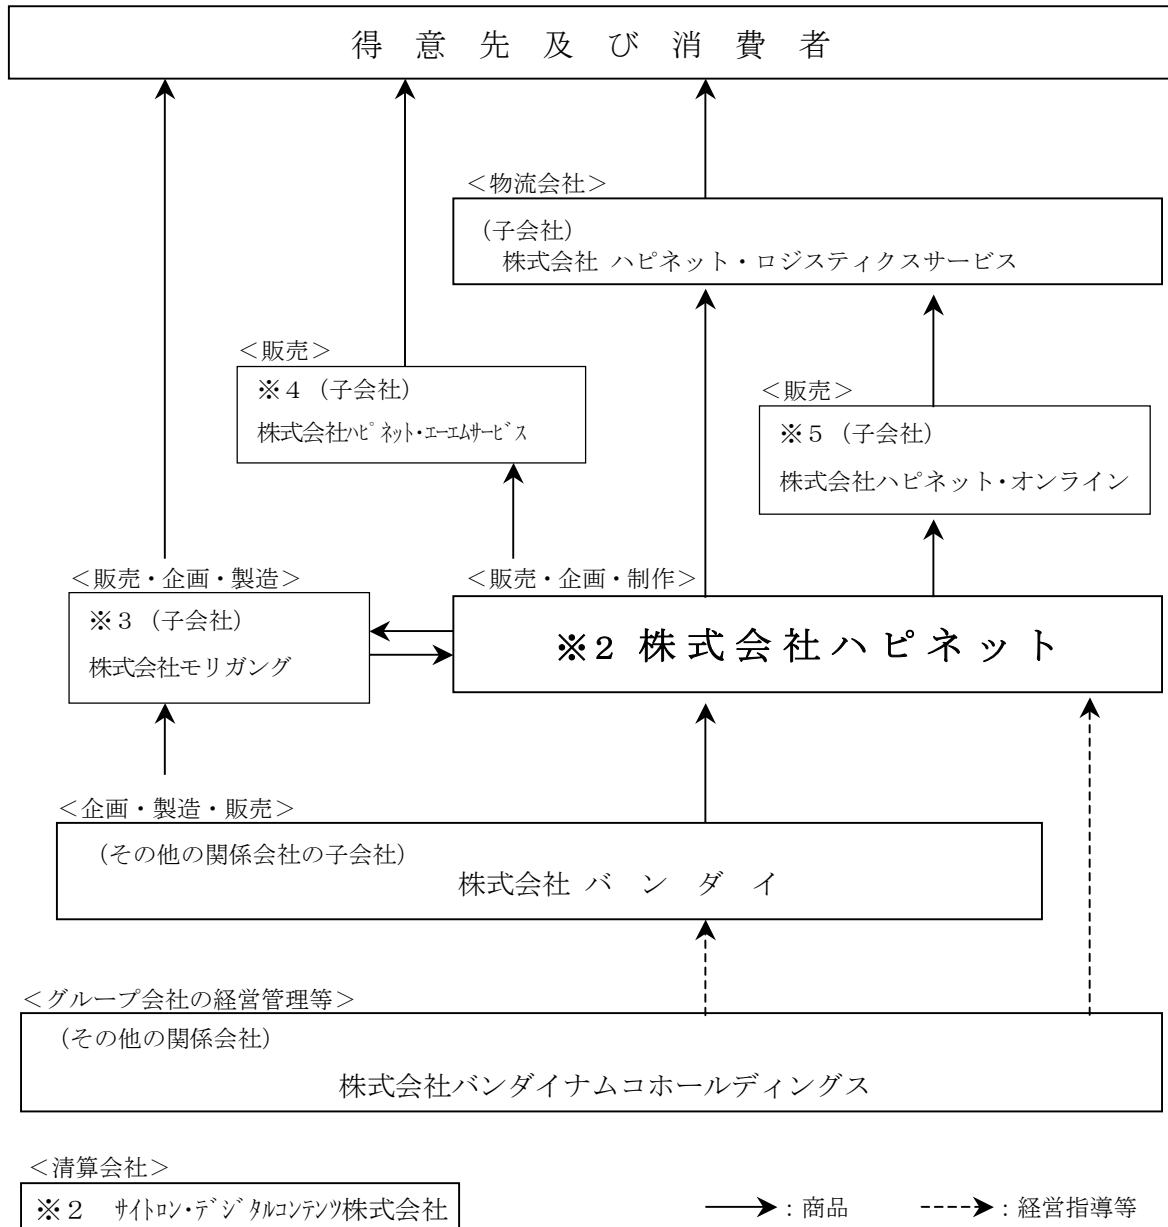 得 意 先 及 び 消 費 者
＜物流会社＞
（子会社）
株式会社 ハピネット・ロジスティクスサービス
＜販売＞
※４（子会社）
株式会社ﾊﾋﾟﾈｯﾄ･ｴｰｴﾑｻｰﾋﾞｽ
＜販売＞
※５（子会社）
株式会社ハピネット・オンライン
＜販売・企画・製造＞
※３（子会社）
株式会社モリガング
＜販売・企画・制作＞
※2 株式会社ハピネット
＜企画・製造・販売＞
（その他の関係会社の子会社）
株式会社 バ ン ダ イ
＜グループ会社の経営管理等＞
（その他の関係会社）
株式会社バンダイナムコホールディングス
＜清算会社＞
※２ ｻｲﾄﾛﾝ･ﾃﾞｼﾞﾀﾙｺﾝﾃﾝﾂ株式会社
：商品
：経営指導等